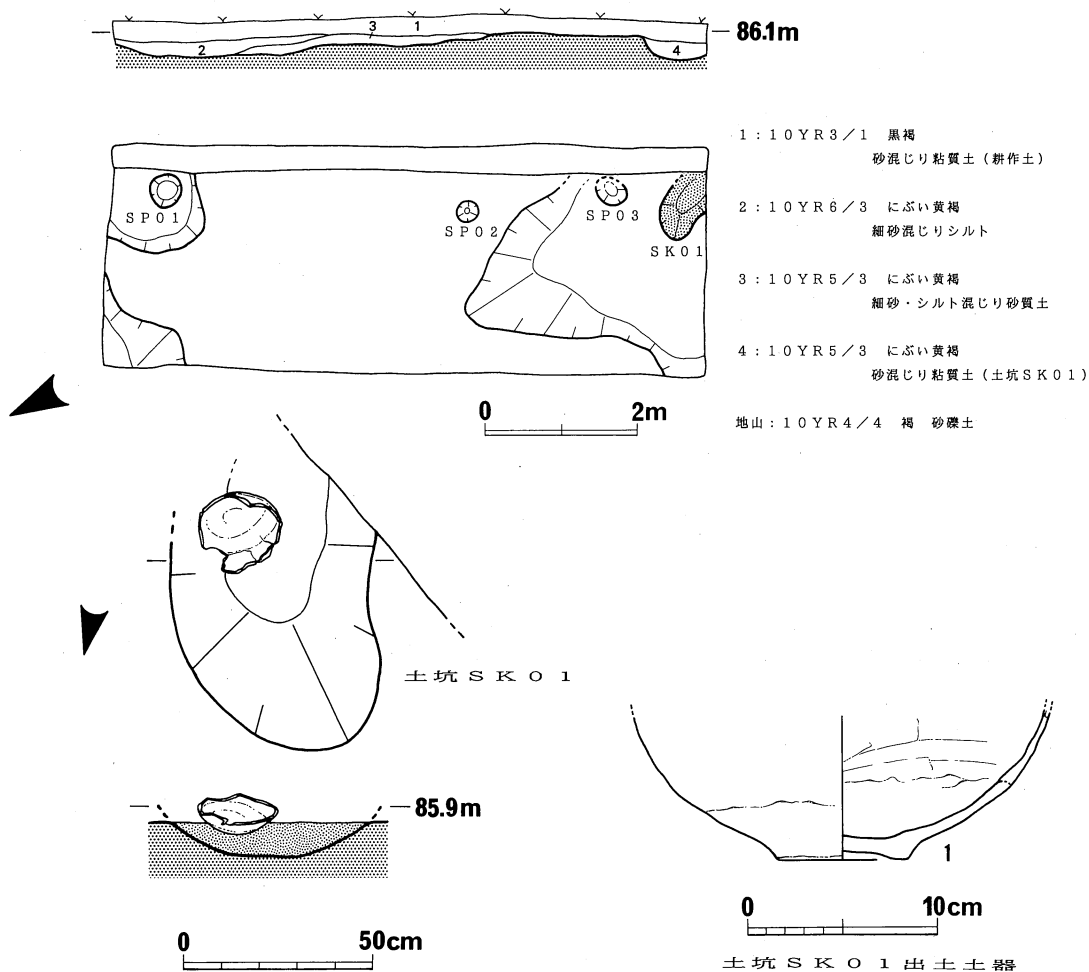 3 1
2
4
86.1m
1：10YR3／1　黒褐
砂混じり粘質土（耕作土）
2：10YR6／3　にぶい黄褐
細砂混じりシルト
3：10YR5／3　にぶい黄褐
細砂・シルト混じり砂質土
4：10YR5／3　にぶい黄褐
砂混じり粘質土（土坑SK01）
地山：10YR4／4　褐　砂礫土
SP01
SP02
SP03
SK01
0 2m
土坑SK01
85.9m
0 50cm
1
0 10cm
土坑SK01出土土器